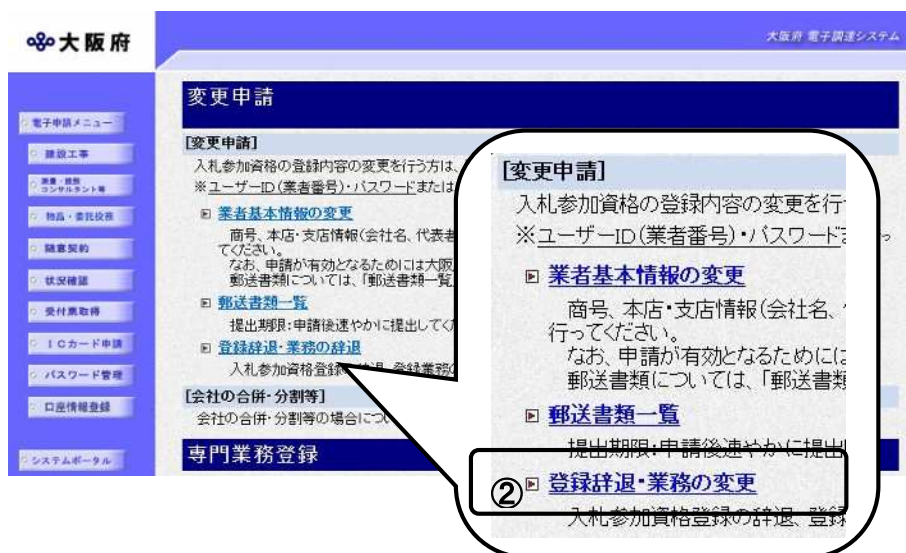 大阪府
大阪府 電子調達システム
電子申請メニュー
建設工事
測量・建設
コンサルタント等
物品・委託役務
随意契約
状況確認
受付票取得
ICカード申請
パスワード管理
口座情報登録
システムポータル
変更申請
[変更申請]
入札参加資格の登録内容の変更を行う方は、
※ユーザーID(業者番号)・パスワードまたは
業者基本情報の変更
商号、本店・支店情報(会社名、代表者
てください。
なお、申請が有効となるためには大阪
郵送書類については、「郵送書類一覧
郵送書類一覧
提出期限:申請後速やかに提出してく
登録辞退・業務の辞退
入札参加資格登録
[会社の合併・分割等]
会社の合併・分割等の場合につ
専門業務登録
[変更申請]
入札参加資格の登録内容の変更を行
※ユーザーID(業者番号)・パスワード
業者基本情報の変更
商号、本店・支店情報(会社名、
行ってください。
なお、申請が有効となるためには
郵送書類については、「郵送書類
郵送書類一覧
提出期限:申請後速やかに提出
②
登録辞退・業務の変更
入札参加資格登録の辞退、登録